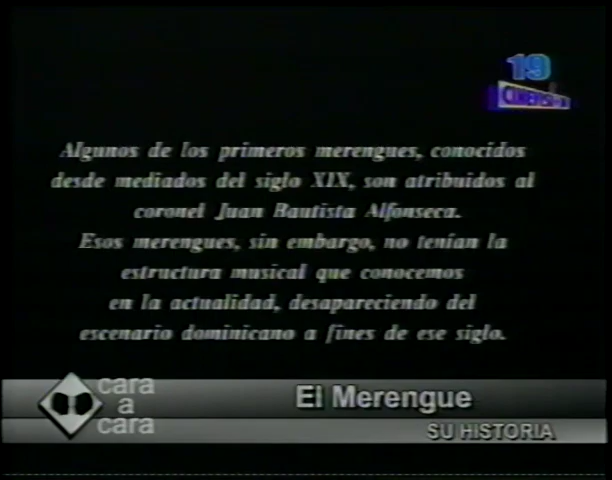 19
CINEVISIÓN
Algunos de los primeros merengues, conocidos
desde mediados del siglo XIX, son atribuidos al
coronel Juan Bautista Alfonseca.
Esos merengues, sin embargo, no tenían la
estructura musical que conocemos
en la actualidad, desapareciendo del
escenario dominicano a fines de ese siglo.
cara
a
cara
El Merengue
SU HISTORIA